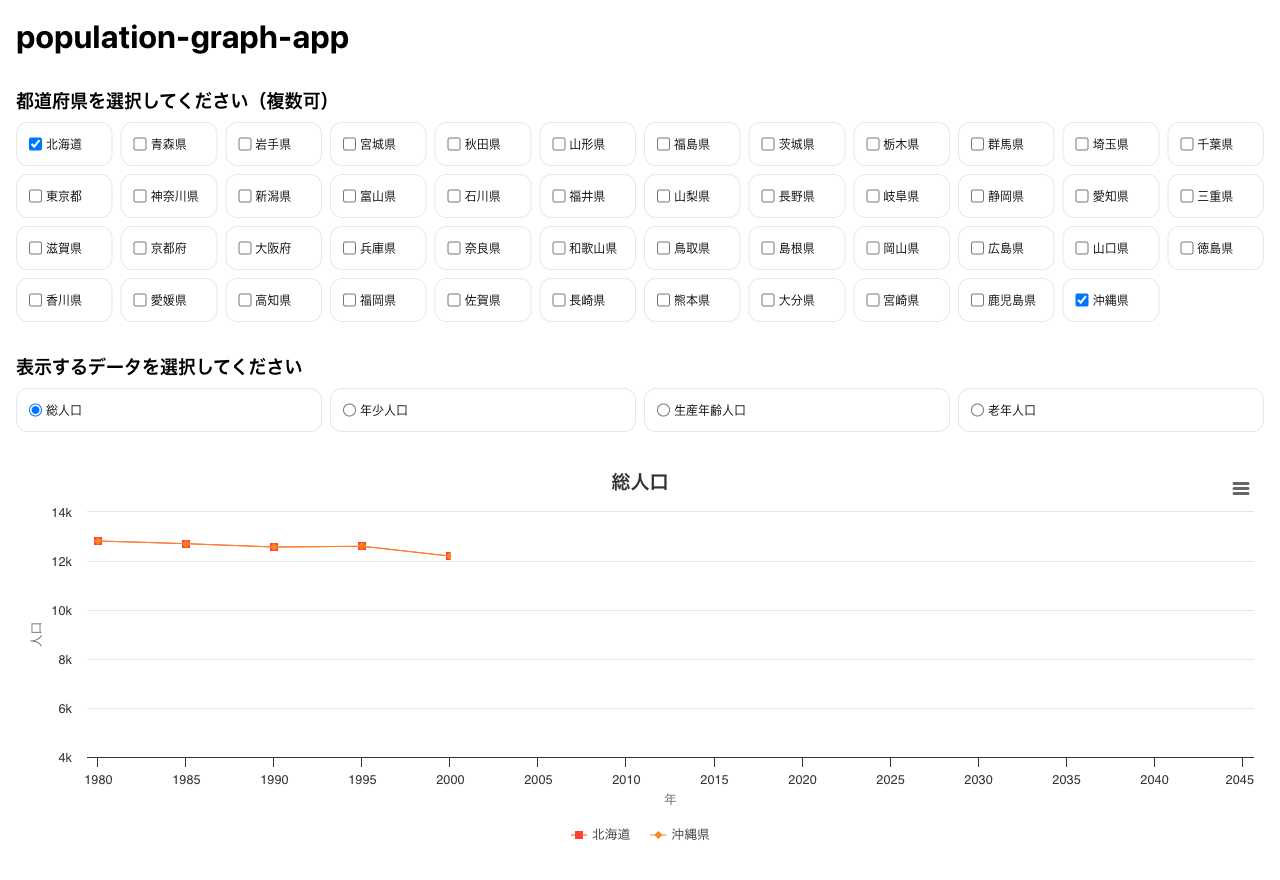 population-graph-app
都道府県を選択してください（複数可）
北海道 青森県 岩手県 宮城県 秋田県 山形県 福島県 茨城県 栃木県 群馬県 埼玉県 千葉県
東京都 神奈川県 新潟県 富山県 石川県 福井県 山梨県 長野県 岐阜県 静岡県 愛知県 三重県
滋賀県 京都府 大阪府 兵庫県 奈良県 和歌山県 鳥取県 島根県 岡山県 広島県 山口県 徳島県
香川県 愛媛県 高知県 福岡県 佐賀県 長崎県 熊本県 大分県 宮崎県 鹿児島県 沖縄県
表示するデータを選択してください
総人口 年少人口 生産年齢人口 老年人口
総人口
14k
12k
10k
8k
6k
4k
人口
1980 1985 1990 1995 2000 2005 2010 2015 2020 2025 2030 2035 2040 2045
年
北海道 沖縄県